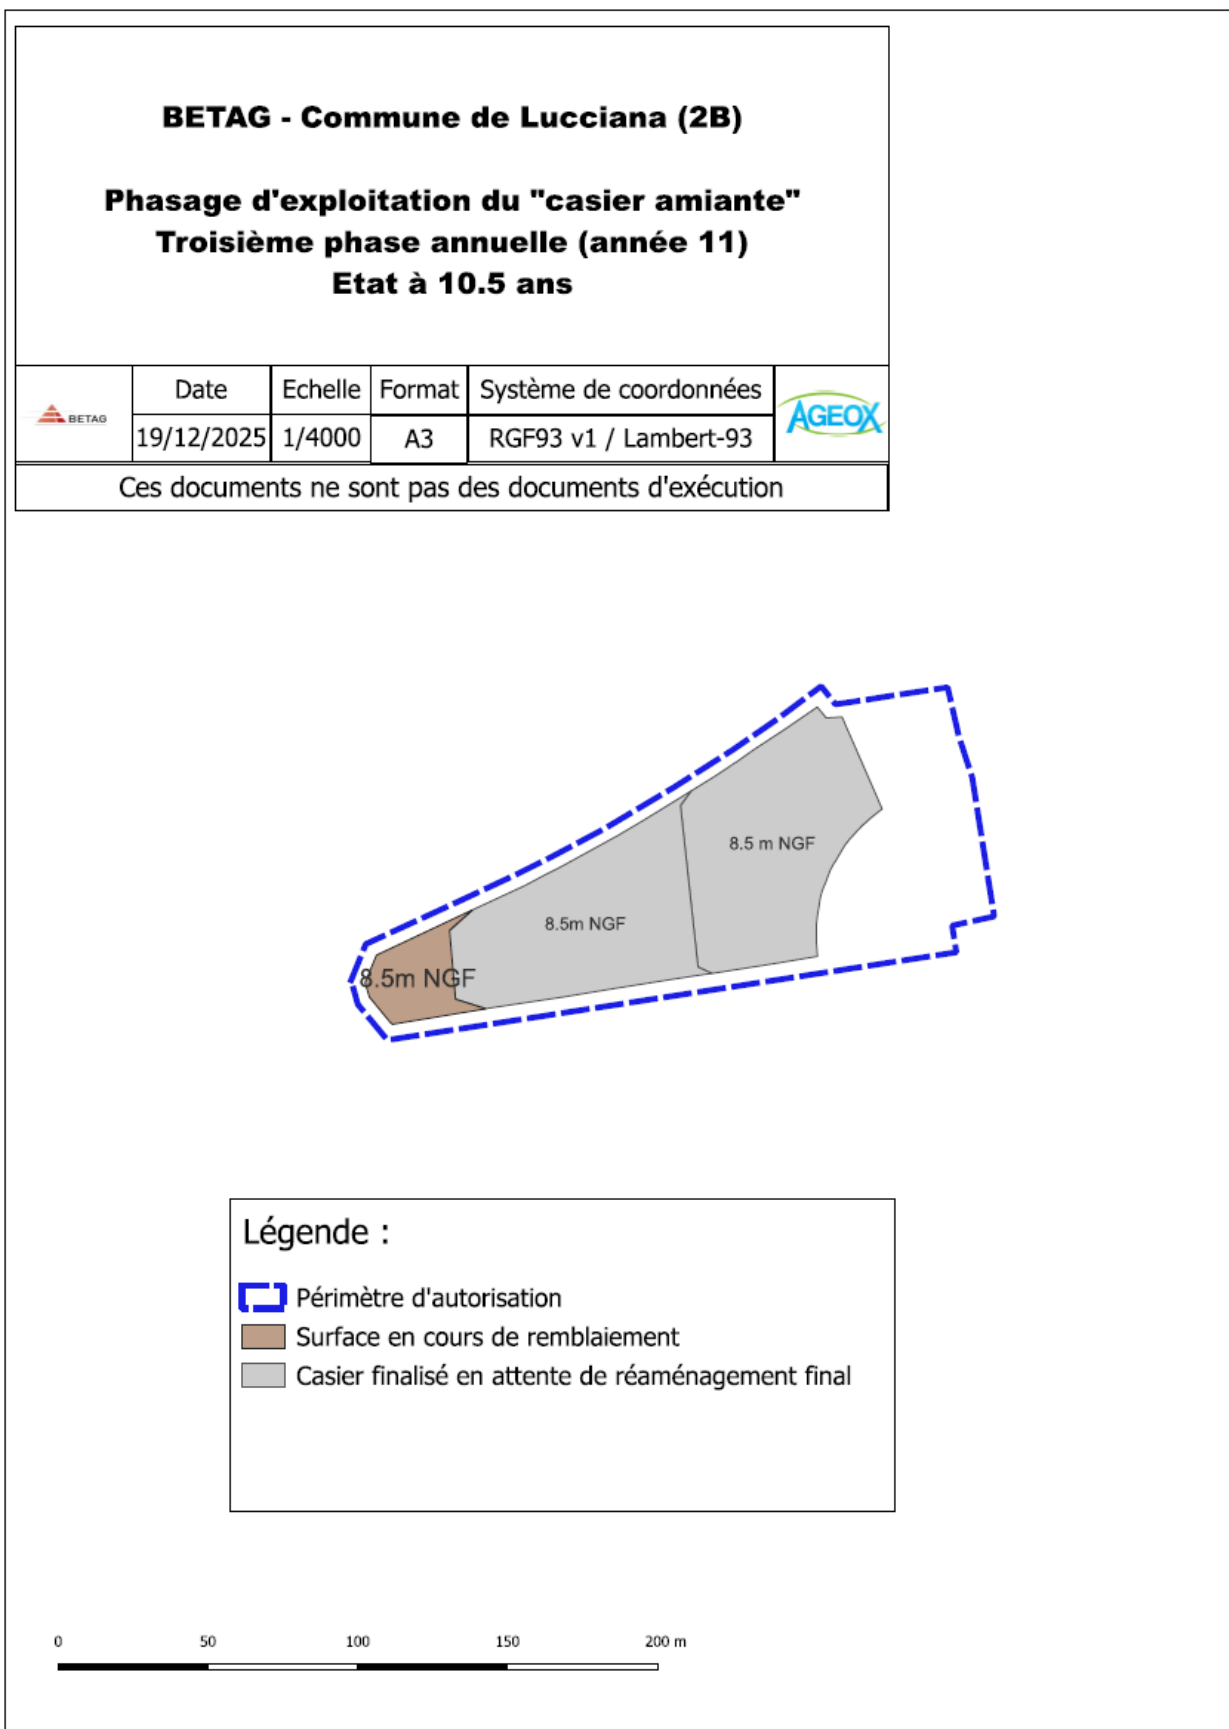 BETAG - Commune de Lucciana (2B)
Phasage d'exploitation du "casier amiante"
Troisième phase annuelle (année 11)
Etat à 10.5 ans
BETAG
Date
Echelle
Format
Système de coordonnées
AGEOX
19/12/2025
1/4000
A3
RGF93 v1 / Lambert-93
Ces documents ne sont pas des documents d'exécution
8.5 m NGF
8.5m NGF
8.5m NGF
Légende :
Périmètre d'autorisation
Surface en cours de remblaiement
Casier finalisé en attente de réaménagement final
0 50 100 150 200 m